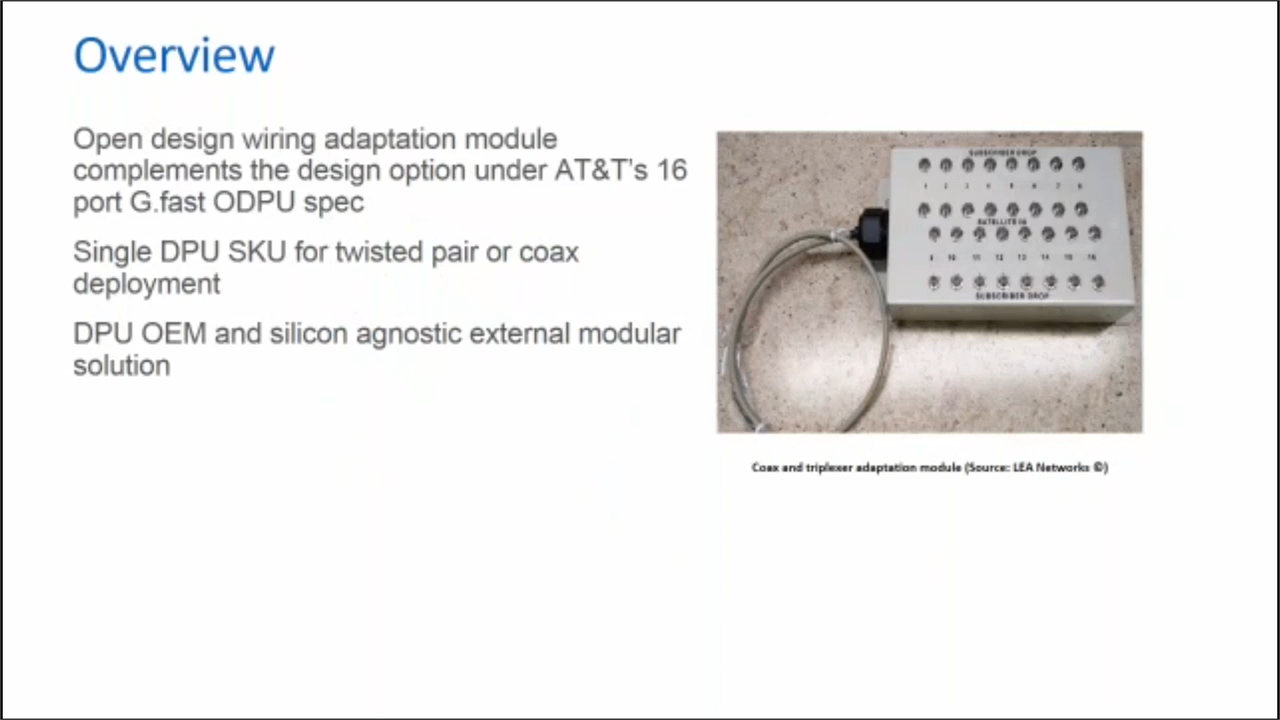 Overview
Open design wiring adaptation module
complements the design option under AT&T's 16
port G.fast ODPU spec
Single DPU SKU for twisted pair or coax
deployment
DPU OEM and silicon agnostic external modular
solution
SUBSCRIBER DROP
1 2 3 4 5 6 7 8
SATELLITE IN
9 10 11 12 13 14 15 16
SUBSCRIBER DROP
Coax and triplexer adaptation module (Source: LEA Networks ©)